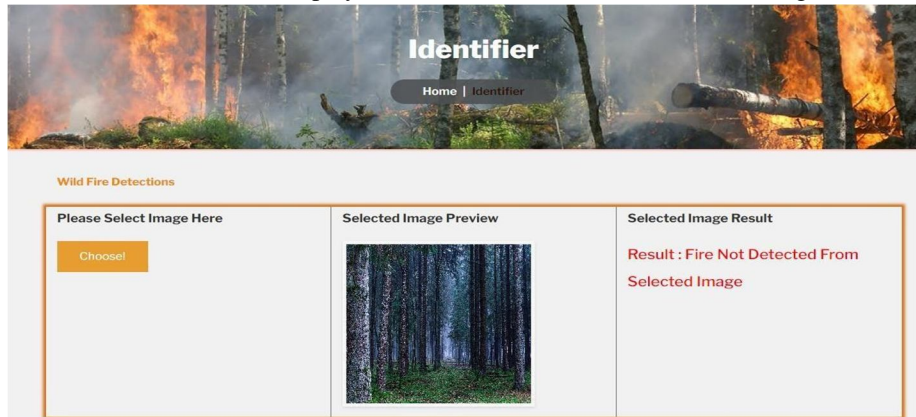 Identifier
Home | Identifier
Wild Fire Detections
Please Select Image Here
Choose!
Selected Image Preview
Selected Image Result
Result : Fire Not Detected From
Selected Image